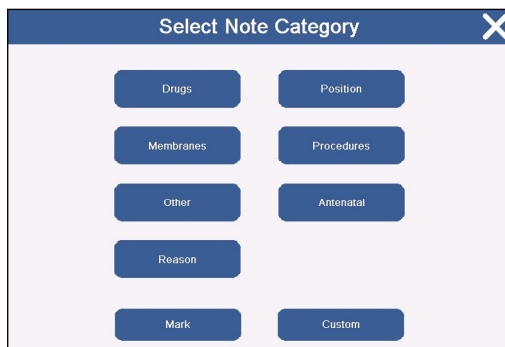 Select Note Category
Drugs
Position
Membranes
Procedures
Other
Antenatal
Reason
Mark
Custom